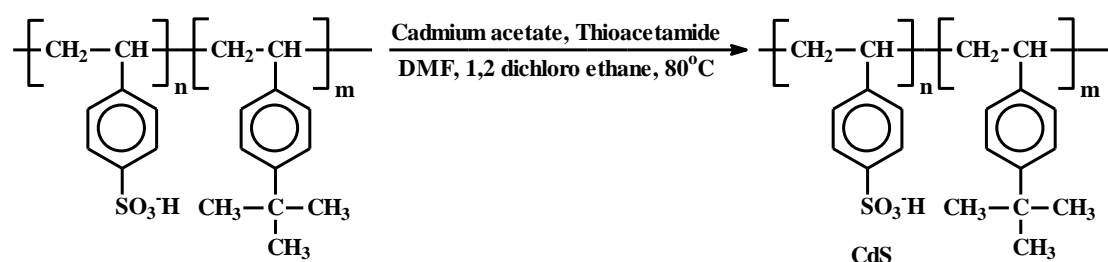 Cadmium acetate, Thioacetamide
DMF, 1,2 dichloro ethane, 80°C
CH₂—CH CH₂—CH CH₂—CH CH₂—CH
n m n m
SO₃⁻H CH₃—C—CH₃ SO₃⁻H CH₃—C—CH₃
CH₃ CdS CH₃